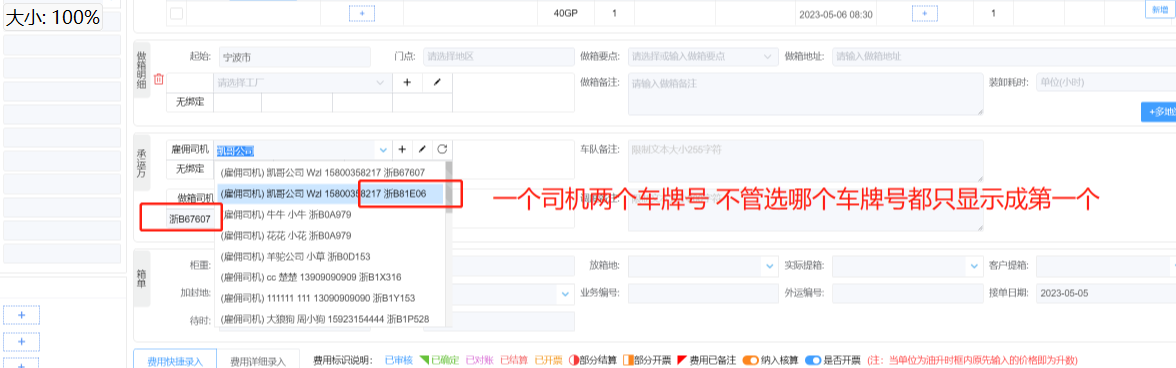 大小: 100%
+
40GP
1
2023-05-06 08:30
+
1
新增
做箱明细
起始:
宁波市
门点:
请选择地区
做箱要点:
请选择或输入做箱要点
做箱地址:
请输入做箱地址
请选择工厂
+
做箱备注:
请输入做箱备注
装卸耗时:
单位(小时)
无绑定
+多地
承运方
雇佣司机
凯哥公司
+
车队备注:
限制文本大小255字符
无绑定
(雇佣司机) 凯哥公司 Wzl 15800358217 浙B67607
做箱司机
(雇佣司机) 凯哥公司 Wzl 15800358217 浙B81E06
一个司机两个车牌号 不管选哪个车牌号都只显示成第一个
浙B67607
(雇佣司机) 牛牛 小牛 浙B0A979
(雇佣司机) 花花 小花 浙B0A979
(雇佣司机) 羊驼公司 小草 浙B0D153
(雇佣司机) cc 楚楚 13909090909 浙B1X316
(雇佣司机) 111111 111 13090909090 浙B1Y153
(雇佣司机) 大狼狗 周小狗 15923154444 浙B1P528
箱单
柜重:
放箱地:
实际提箱:
客户提箱:
加封地:
业务编号:
外运编号:
接单日期:
2023-05-05
待时:
+
+
+
费用快捷录入
费用详细录入
费用标识说明:
已审核
已确定
已对账
已结算
已开票
部分结算
部分开票
费用已备注
纳入核算
是否开票
(注: 当单位为油升时框内原先输入的价格即为升数)